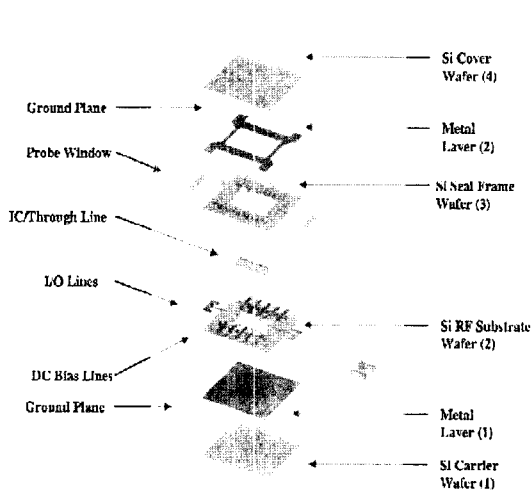 Si Cover
Wafer (4)
Ground Plane
Metal
Layer (2)
Probe Window
Si Seal Frame
Wafer (3)
IC/Through Line
I/O Lines
Si RF Substrate
Wafer (2)
DC Bias Lines
Ground Plane
Metal
Layer (1)
Si Carrier
Wafer (1)